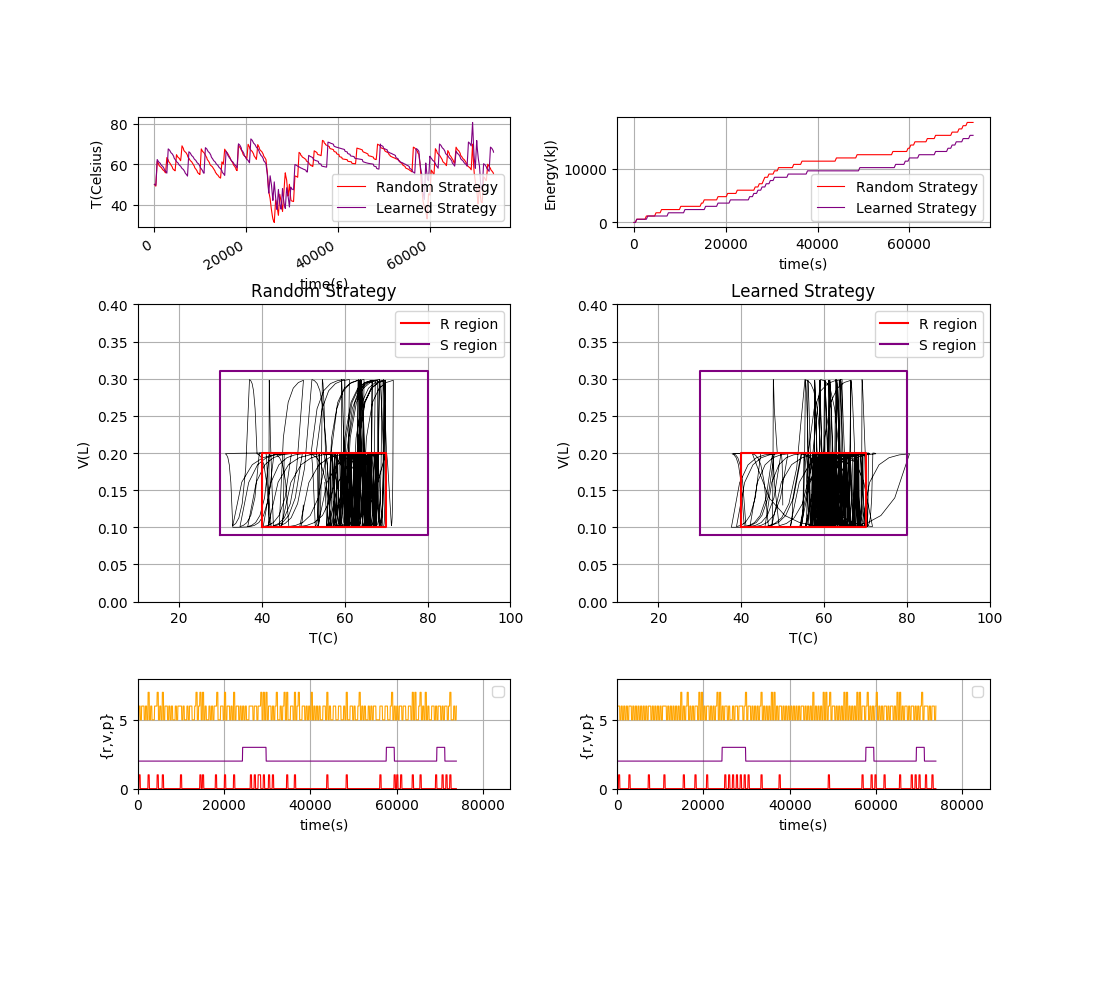 T(Celsius)
80
60
40
0
20000
40000
60000
time(s)
Random Strategy
Learned Strategy
Energy(kJ)
10000
0
0
20000
40000
60000
time(s)
Random Strategy
Learned Strategy
Random Strategy
V(L)
0.40
0.35
0.30
0.25
0.20
0.15
0.10
0.05
0.00
20
40
60
80
100
T(C)
R region
S region
Learned Strategy
V(L)
0.40
0.35
0.30
0.25
0.20
0.15
0.10
0.05
0.00
20
40
60
80
100
T(C)
R region
S region
{r,v,p}
5
0
0
20000
40000
60000
80000
time(s)
{r,v,p}
5
0
0
20000
40000
60000
80000
time(s)